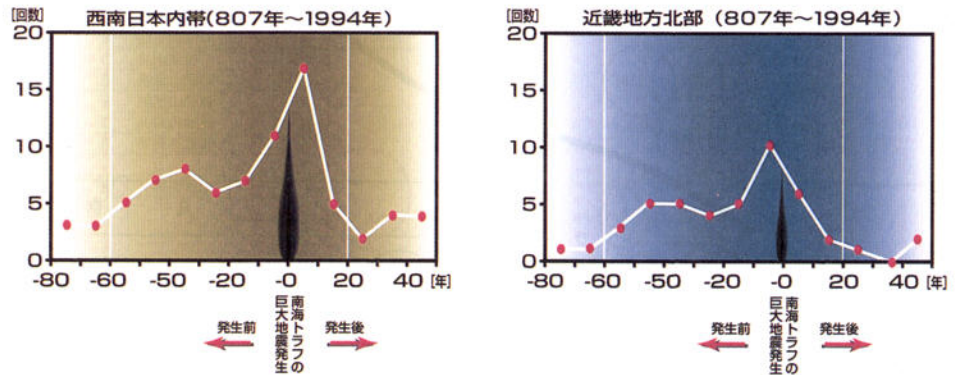 西南日本内帯(807年〜1994年)
[回数]
20
15
10
5
0
-80 -60 -40 -20 -0 20 40 [年]
南海トラフの
巨大地震発生
発生前
発生後
近畿地方北部(807年〜1994年)
[回数]
20
15
10
5
0
-80 -60 -40 -20 -0 20 40 [年]
南海トラフの
巨大地震発生
発生前
発生後